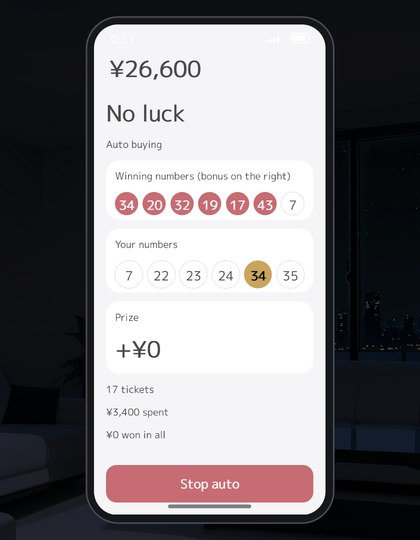 9:51
¥26,600
No luck
Auto buying
Winning numbers (bonus on the right)
34 20 32 19 17 43 7
Your numbers
7 22 23 24 34 35
Prize
+¥0
17 tickets
¥3,400 spent
¥0 won in all
Stop auto